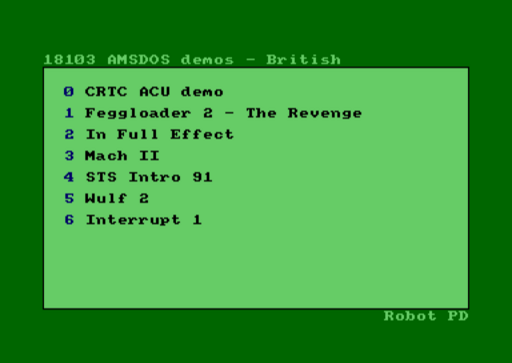 18103 AMSDOS demos - British
0 CRTC ACU demo
1 Feggloader 2 - The Revenge
2 In Full Effect
3 Mach II
4 STS Intro 91
5 Wulf 2
6 Interrupt 1
Robot PD